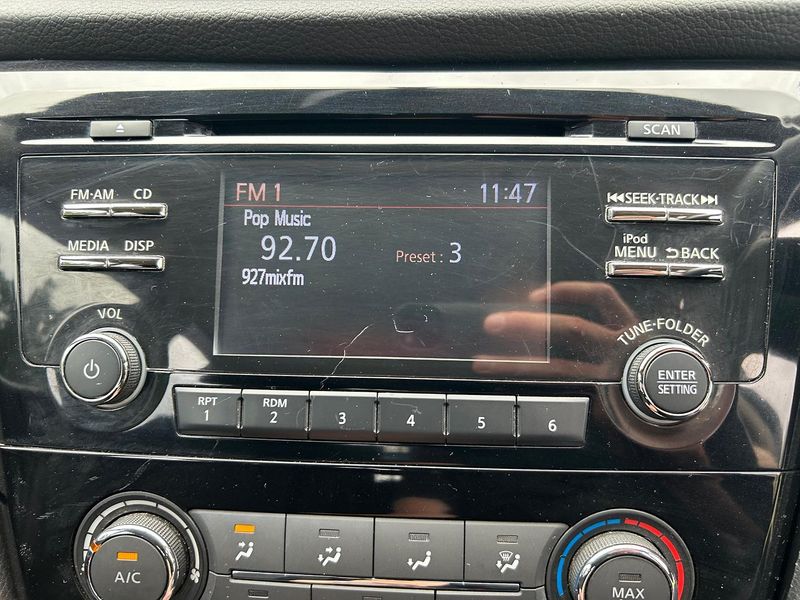 SCAN
FM·AM CD
FM 1 11:47
SEEK·TRACK
Pop Music
MEDIA DISP
92.70 Preset : 3
iPod
MENU BACK
927mixfm
VOL
TUNE·FOLDER
ENTER
SETTING
RPT
1
RDM
2
3
4
5
6
A/C
MAX